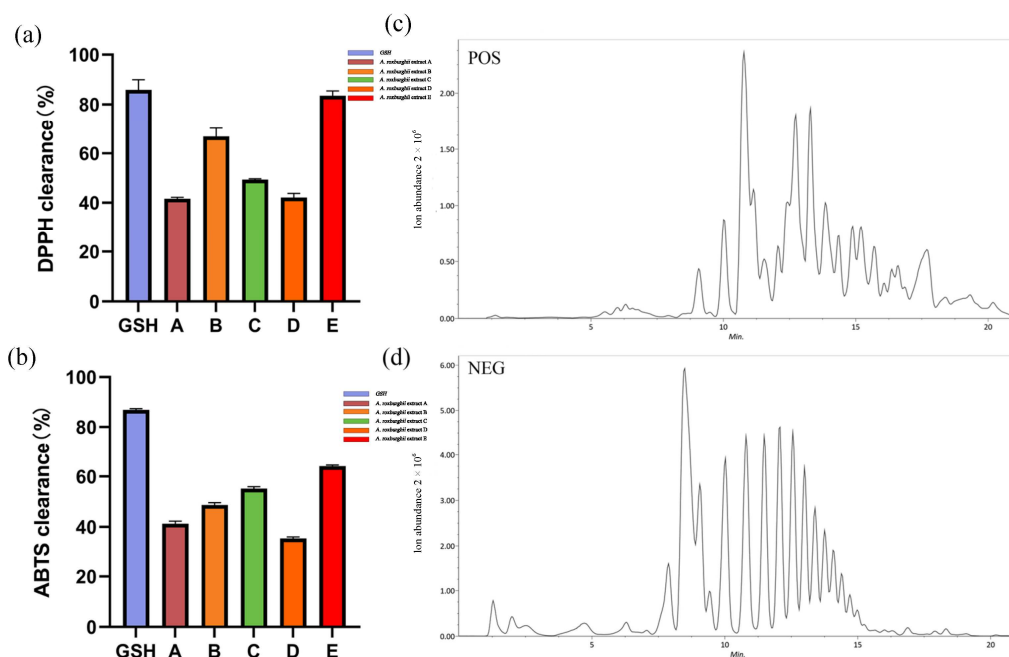 (a)
DPPH clearance (%)
100
80
60
40
20
0
GSH A B C D E
GSH
A. roxburghii extract A
A. roxburghii extract B
A. roxburghii extract C
A. roxburghii extract D
A. roxburghii extract E
(b)
ABTS clearance (%)
100
80
60
40
20
0
GSH A B C D E
GSH
A. roxburghii extract A
A. roxburghii extract B
A. roxburghii extract C
A. roxburghii extract D
A. roxburghii extract E
(c)
POS
Ion abundance 2 × 10⁶
2.00
1.50
1.00
0.50
0.00
5 10 15 20
Min.
(d)
NEG
Ion abundance 2 × 10⁶
6.00
5.00
4.00
3.00
2.00
1.00
0.00
5 10 15 20
Min.